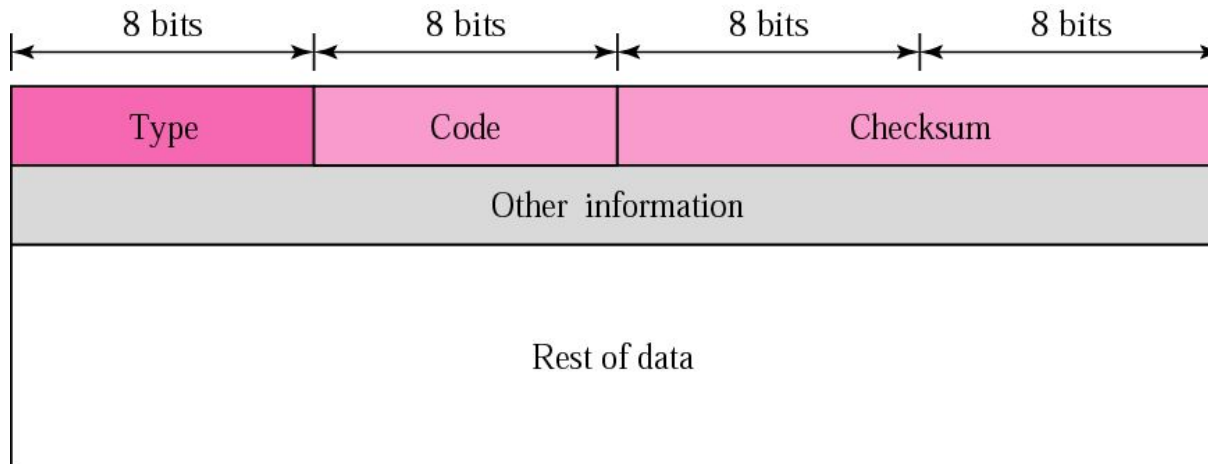 8 bits 8 bits 8 bits 8 bits
Type Code Checksum
Other information
Rest of data